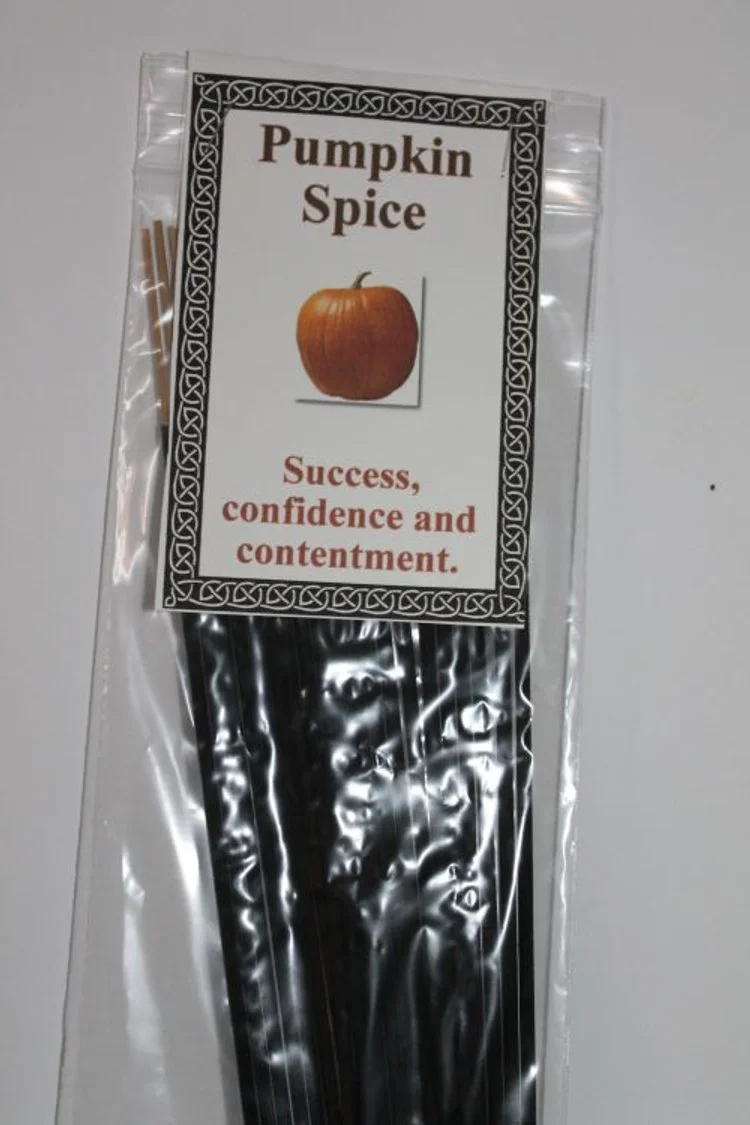 Pumpkin
Spice
Success,
confidence and
contentment.